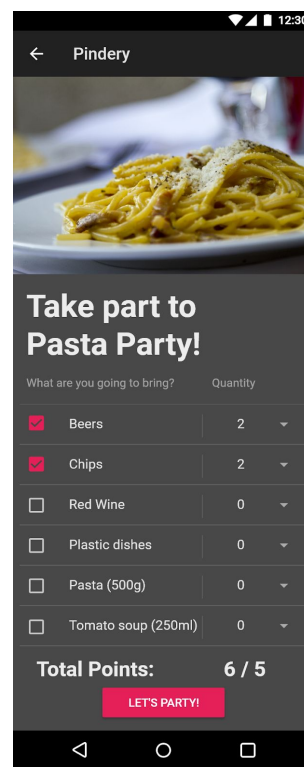 12:30
Pindery
Take part to
Pasta Party!
What are you going to bring? Quantity
Beers 2
Chips 2
Red Wine 0
Plastic dishes 0
Pasta (500g) 0
Tomato soup (250ml) 0
Total Points: 6 / 5
LET'S PARTY!